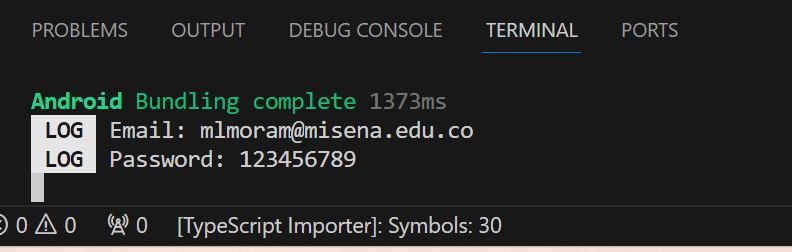 PROBLEMS OUTPUT DEBUG CONSOLE TERMINAL PORTS
Android Bundling complete 1373ms
LOG Email: mlmoram@misena.edu.co
LOG Password: 123456789
0 0 0 [TypeScript Importer]: Symbols: 30